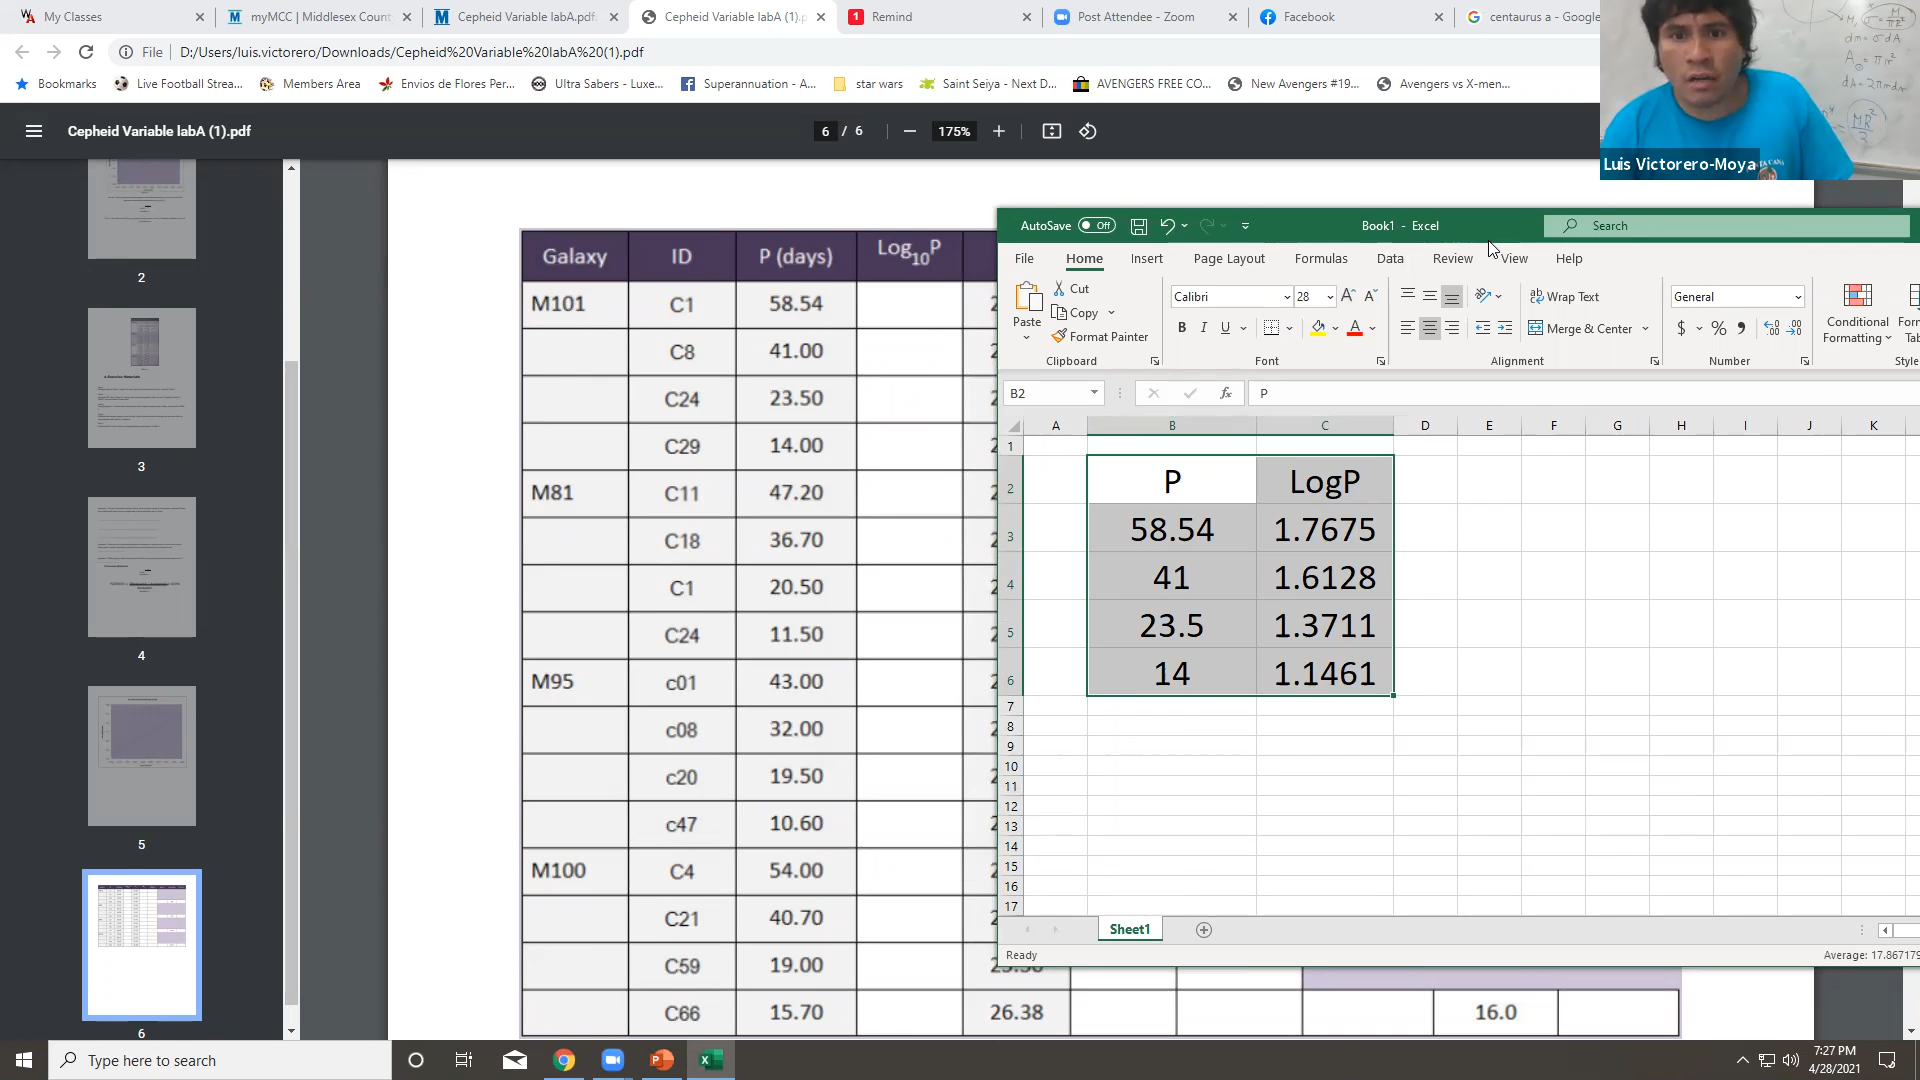 My Classes
myMCC | Middlesex Count
Cepheid Variable labA.pdf
Cepheid Variable labA (1).p
Remind
Post Attendee - Zoom
Facebook
centaurus a - Google
File
D:/Users/luis.victorero/Downloads/Cepheid%20Variable%20labA%20(1).pdf
Bookmarks
Live Football Strea...
Members Area
Envios de Flores Per...
Ultra Sabers - Luxe...
Superannuation - A...
star wars
Saint Seiya - Next D...
AVENGERS FREE CO...
New Avengers #19...
Avengers vs X-men...
Cepheid Variable labA (1).pdf
6 / 6
175%
Luis Victorero-Moya
2
3
4
5
6
Galaxy ID P (days) Log10P
M101 C1 58.54
C8 41.00
C24 23.50
C29 14.00
M81 C11 47.20
C18 36.70
C1 20.50
C24 11.50
M95 c01 43.00
c08 32.00
c20 19.50
c47 10.60
M100 C4 54.00
C21 40.70
C59 19.00
C66 15.70 26.38 16.0
AutoSave Off
Book1 - Excel
Search
File Home Insert Page Layout Formulas Data Review View Help
Cut
Copy
Format Painter
Paste
Clipboard
Calibri 28
B I U
Font
Wrap Text
Merge & Center
Alignment
General
Number
Conditional
Formatting
Style
B2 fx P
A B C D E F G H I J K
1
2 P LogP
3 58.54 1.7675
4 41 1.6128
5 23.5 1.3711
6 14 1.1461
7
8
9
10
11
12
13
14
15
16
17
Sheet1
Ready
Average: 17.867179
Type here to search
7:27 PM
4/28/2021